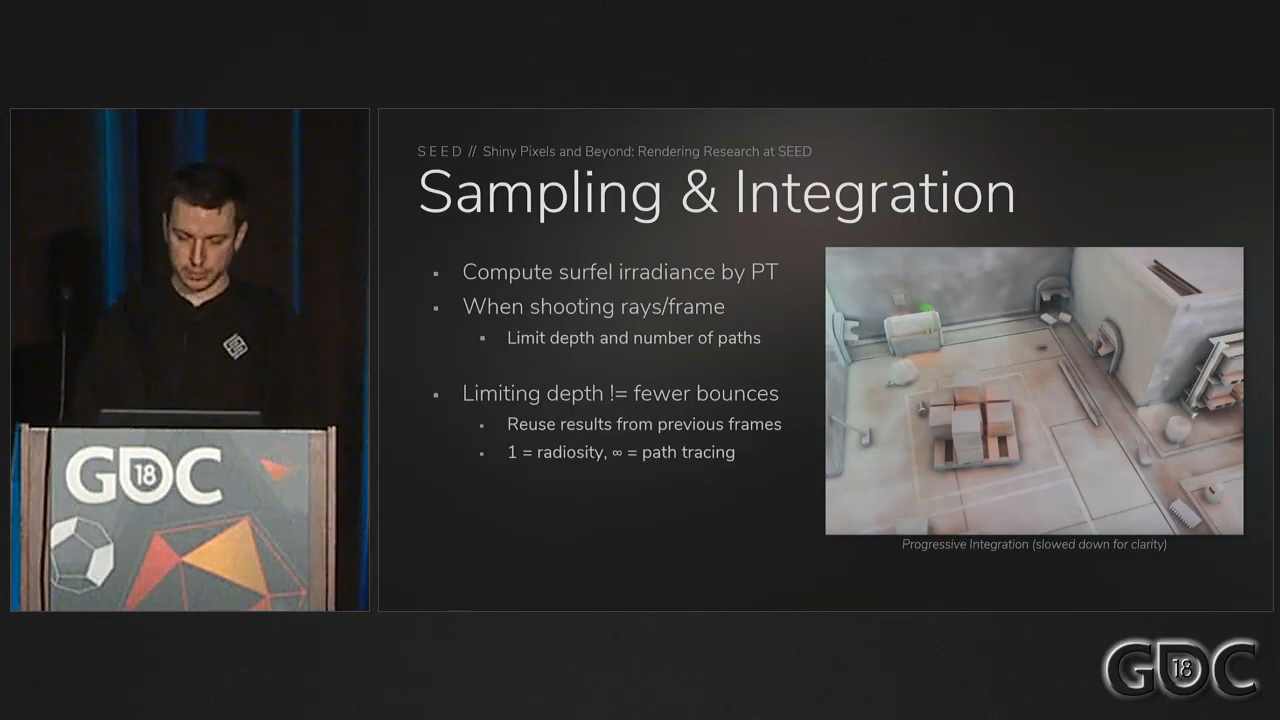 SEED // Shiny Pixels and Beyond: Rendering Research at SEED
Sampling & Integration
▪ Compute surfel irradiance by PT
▪ When shooting rays/frame
▪ Limit depth and number of paths
▪ Limiting depth != fewer bounces
▪ Reuse results from previous frames
▪ 1 = radiosity, ∞ = path tracing
Progressive Integration (slowed down for clarity)
GDC 18
GDC 18